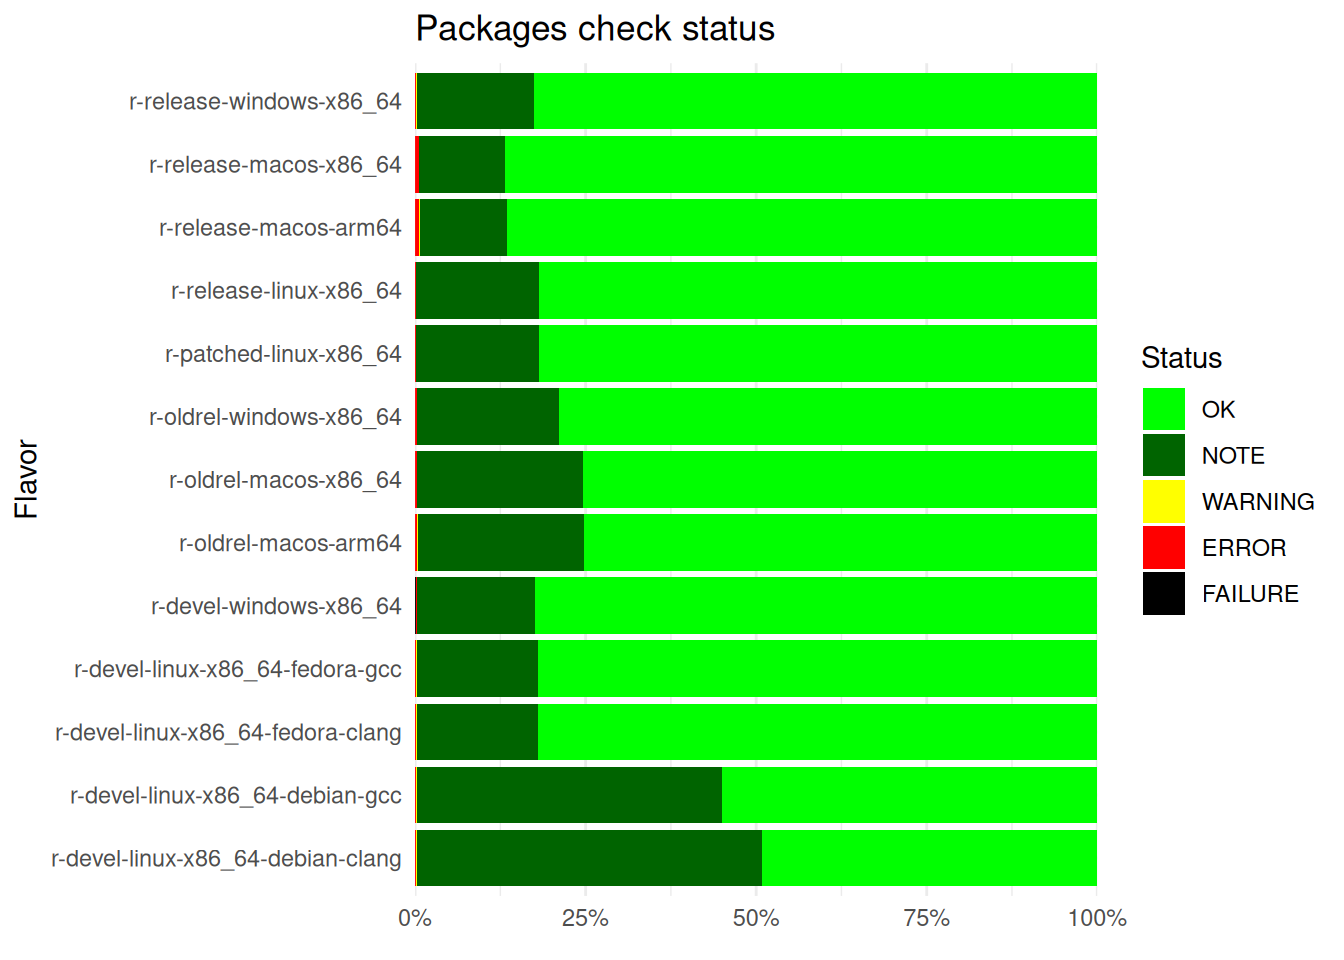 Packages check status
Flavor
r-release-windows-x86_64
r-release-macos-x86_64
r-release-macos-arm64
r-release-linux-x86_64
r-patched-linux-x86_64
r-oldrel-windows-x86_64
r-oldrel-macos-x86_64
r-oldrel-macos-arm64
r-devel-windows-x86_64
r-devel-linux-x86_64-fedora-gcc
r-devel-linux-x86_64-fedora-clang
r-devel-linux-x86_64-debian-gcc
r-devel-linux-x86_64-debian-clang
0% 25% 50% 75% 100%
Status
OK
NOTE
WARNING
ERROR
FAILURE